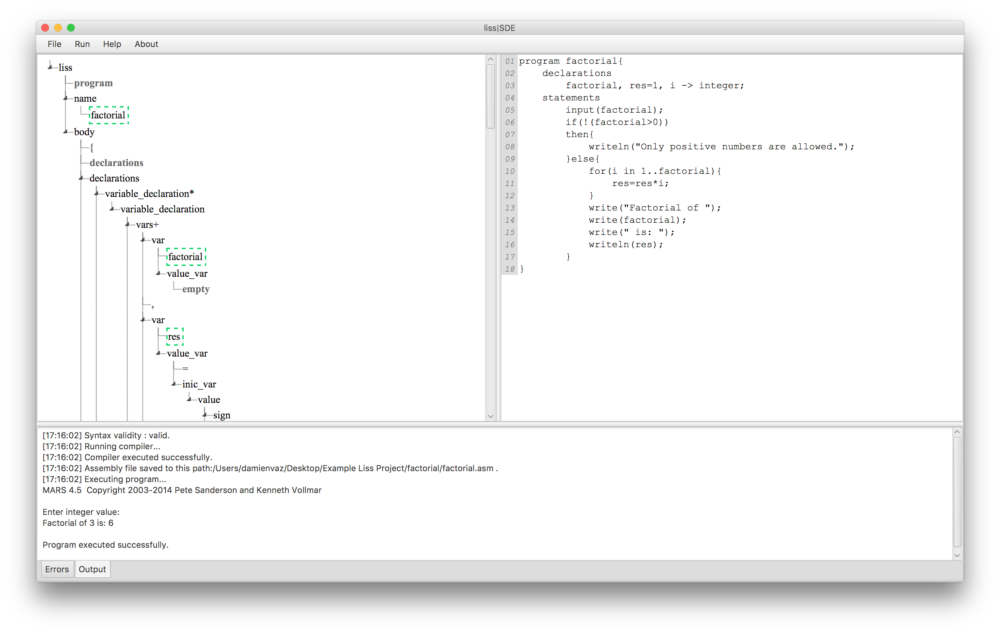 liss|SDE
File Run Help About
liss
program
name
factorial
body
{
declarations
declarations
variable_declaration*
variable_declaration
vars+
var
factorial
value_var
empty
,
var
res
value_var
=
inic_var
value
sign
01 program factorial{
02 declarations
03 factorial, res=1, i -> integer;
04 statements
05 input(factorial);
06 if(!(factorial>0))
07 then{
08 writeln("Only positive numbers are allowed.");
09 }else{
10 for(i in 1..factorial){
11 res=res*i;
12 }
13 write("Factorial of ");
14 write(factorial);
15 write(" is: ");
16 writeln(res);
17 }
18 }
[17:16:02] Syntax validity : valid.
[17:16:02] Running compiler...
[17:16:02] Compiler executed successfully.
[17:16:02] Assembly file saved to this path:/Users/damienvaz/Desktop/Example Liss Project/factorial/factorial.asm .
[17:16:02] Executing program...
MARS 4.5  Copyright 2003-2014 Pete Sanderson and Kenneth Vollmar
Enter integer value:
Factorial of 3 is: 6
Program executed successfully.
Errors Output